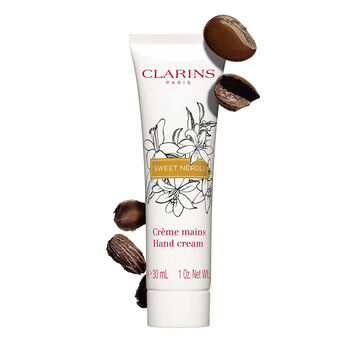 CLARINS
PARIS
SWEET NEROLI
Crème mains
Hand cream
℮30 mL 1 Oz. Net Wt.